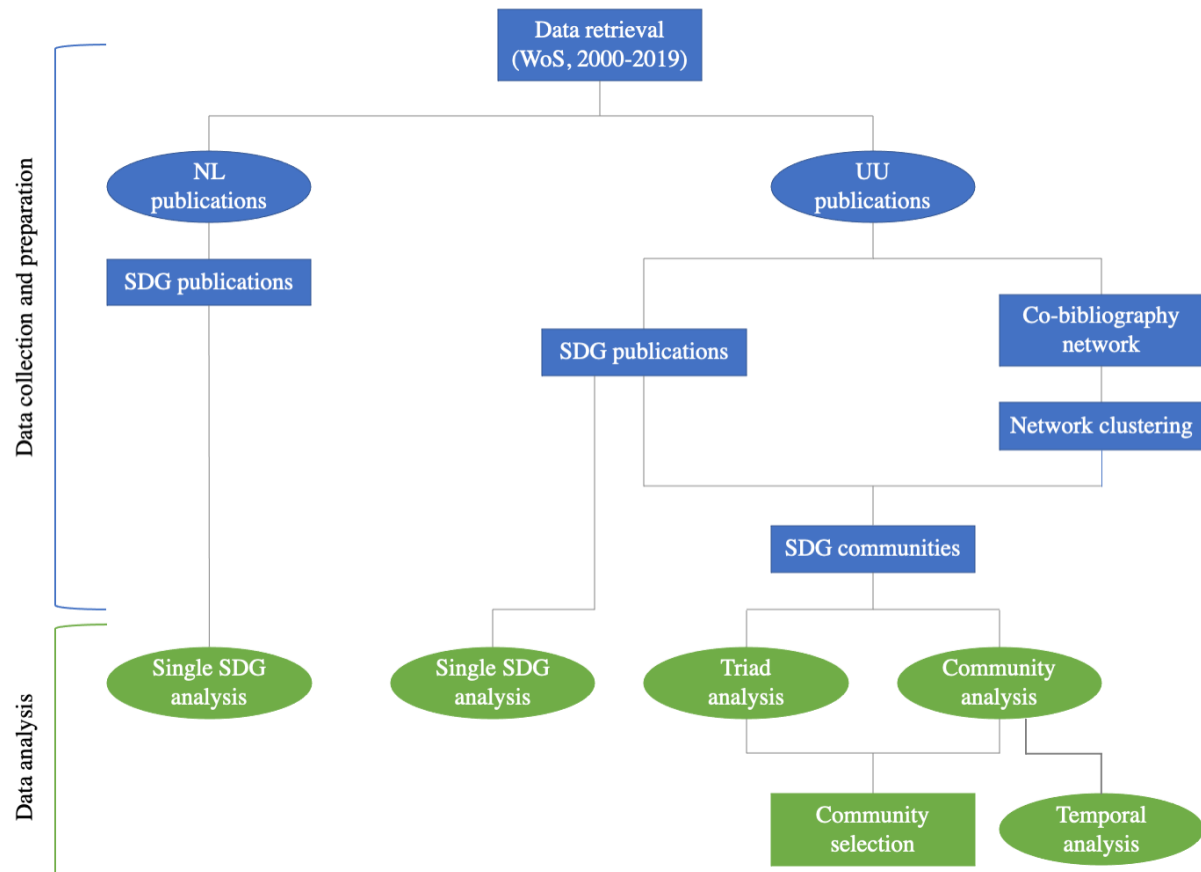 Data retrieval
(WoS, 2000-2019)
Data collection and preparation
NL
publications
UU
publications
SDG publications
SDG publications
Co-bibliography
network
Network clustering
SDG communities
Data analysis
Single SDG
analysis
Single SDG
analysis
Triad
analysis
Community
analysis
Community
selection
Temporal
analysis